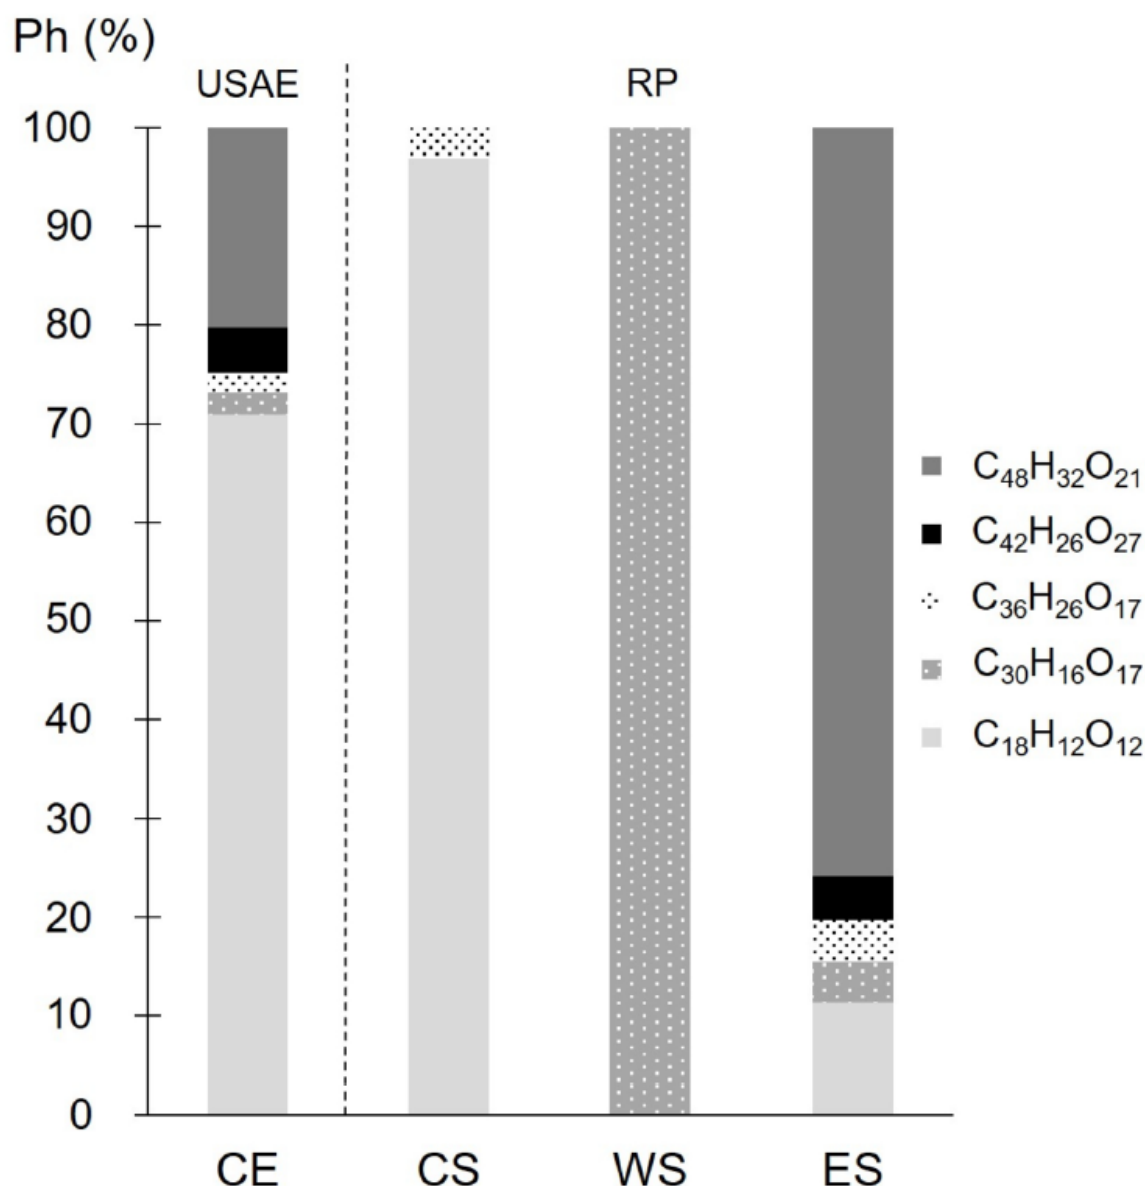 Ph (%)
USAE RP
100
90
80
70
60
50
40
30
20
10
0
C₄₈H₃₂O₂₁
C₄₂H₂₆O₂₇
C₃₆H₂₆O₁₇
C₃₀H₁₆O₁₇
C₁₈H₁₂O₁₂
CE CS WS ES